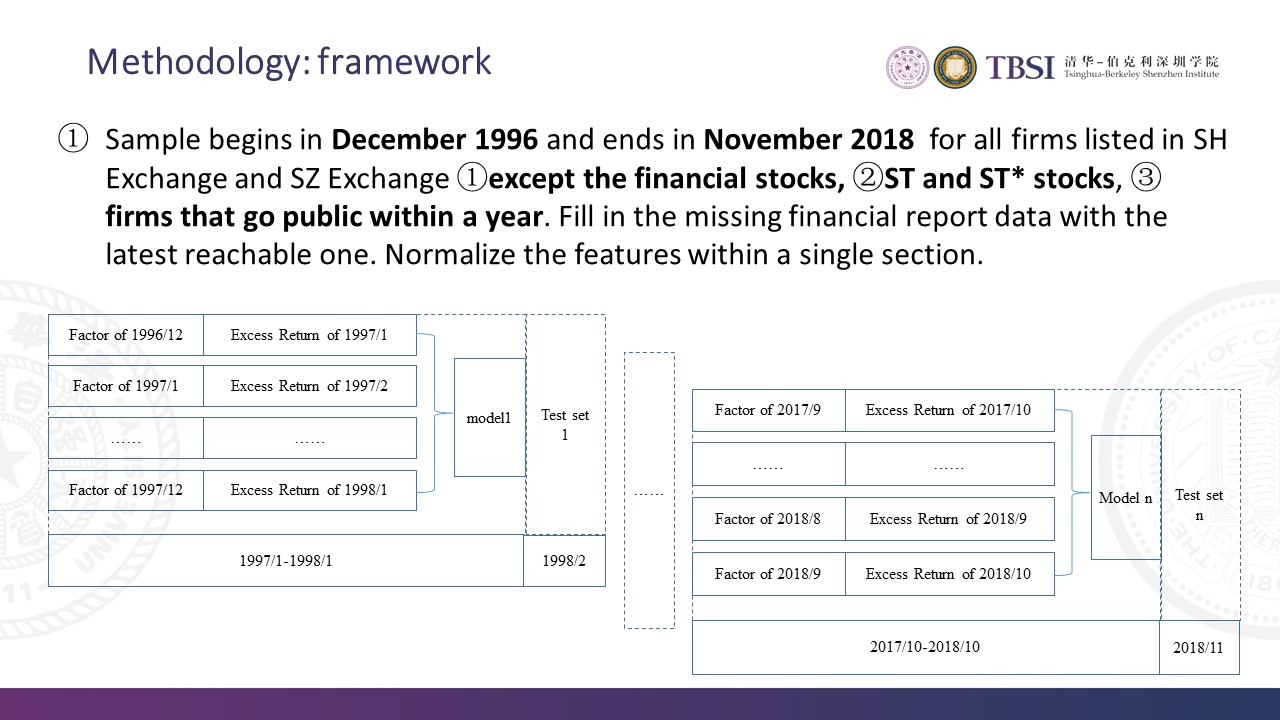 Methodology: framework
TBSI 清华-伯克利深圳学院
Tsinghua-Berkeley Shenzhen Institute
① Sample begins in December 1996 and ends in November 2018 for all firms listed in SH
Exchange and SZ Exchange ①except the financial stocks, ②ST and ST* stocks, ③
firms that go public within a year. Fill in the missing financial report data with the
latest reachable one. Normalize the features within a single section.
Factor of 1996/12 Excess Return of 1997/1
Factor of 1997/1 Excess Return of 1997/2
…… ……
Factor of 1997/12 Excess Return of 1998/1
model1
Test set
1
1997/1-1998/1 1998/2
……
Factor of 2017/9 Excess Return of 2017/10
…… ……
Factor of 2018/8 Excess Return of 2018/9
Factor of 2018/9 Excess Return of 2018/10
Model n
Test set
n
2017/10-2018/10 2018/11